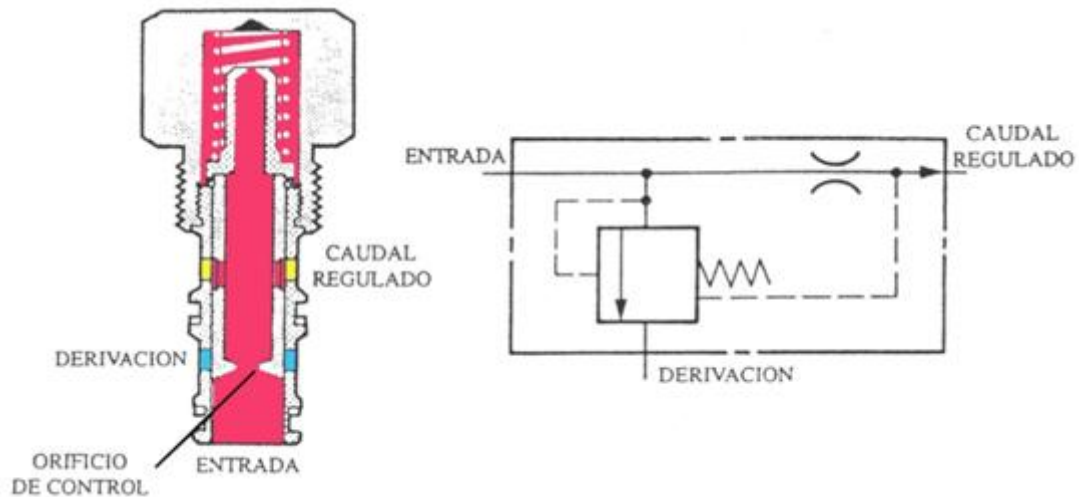 CAUDAL
REGULADO
DERIVACION
ORIFICIO
DE CONTROL
ENTRADA
ENTRADA
CAUDAL
REGULADO
DERIVACION